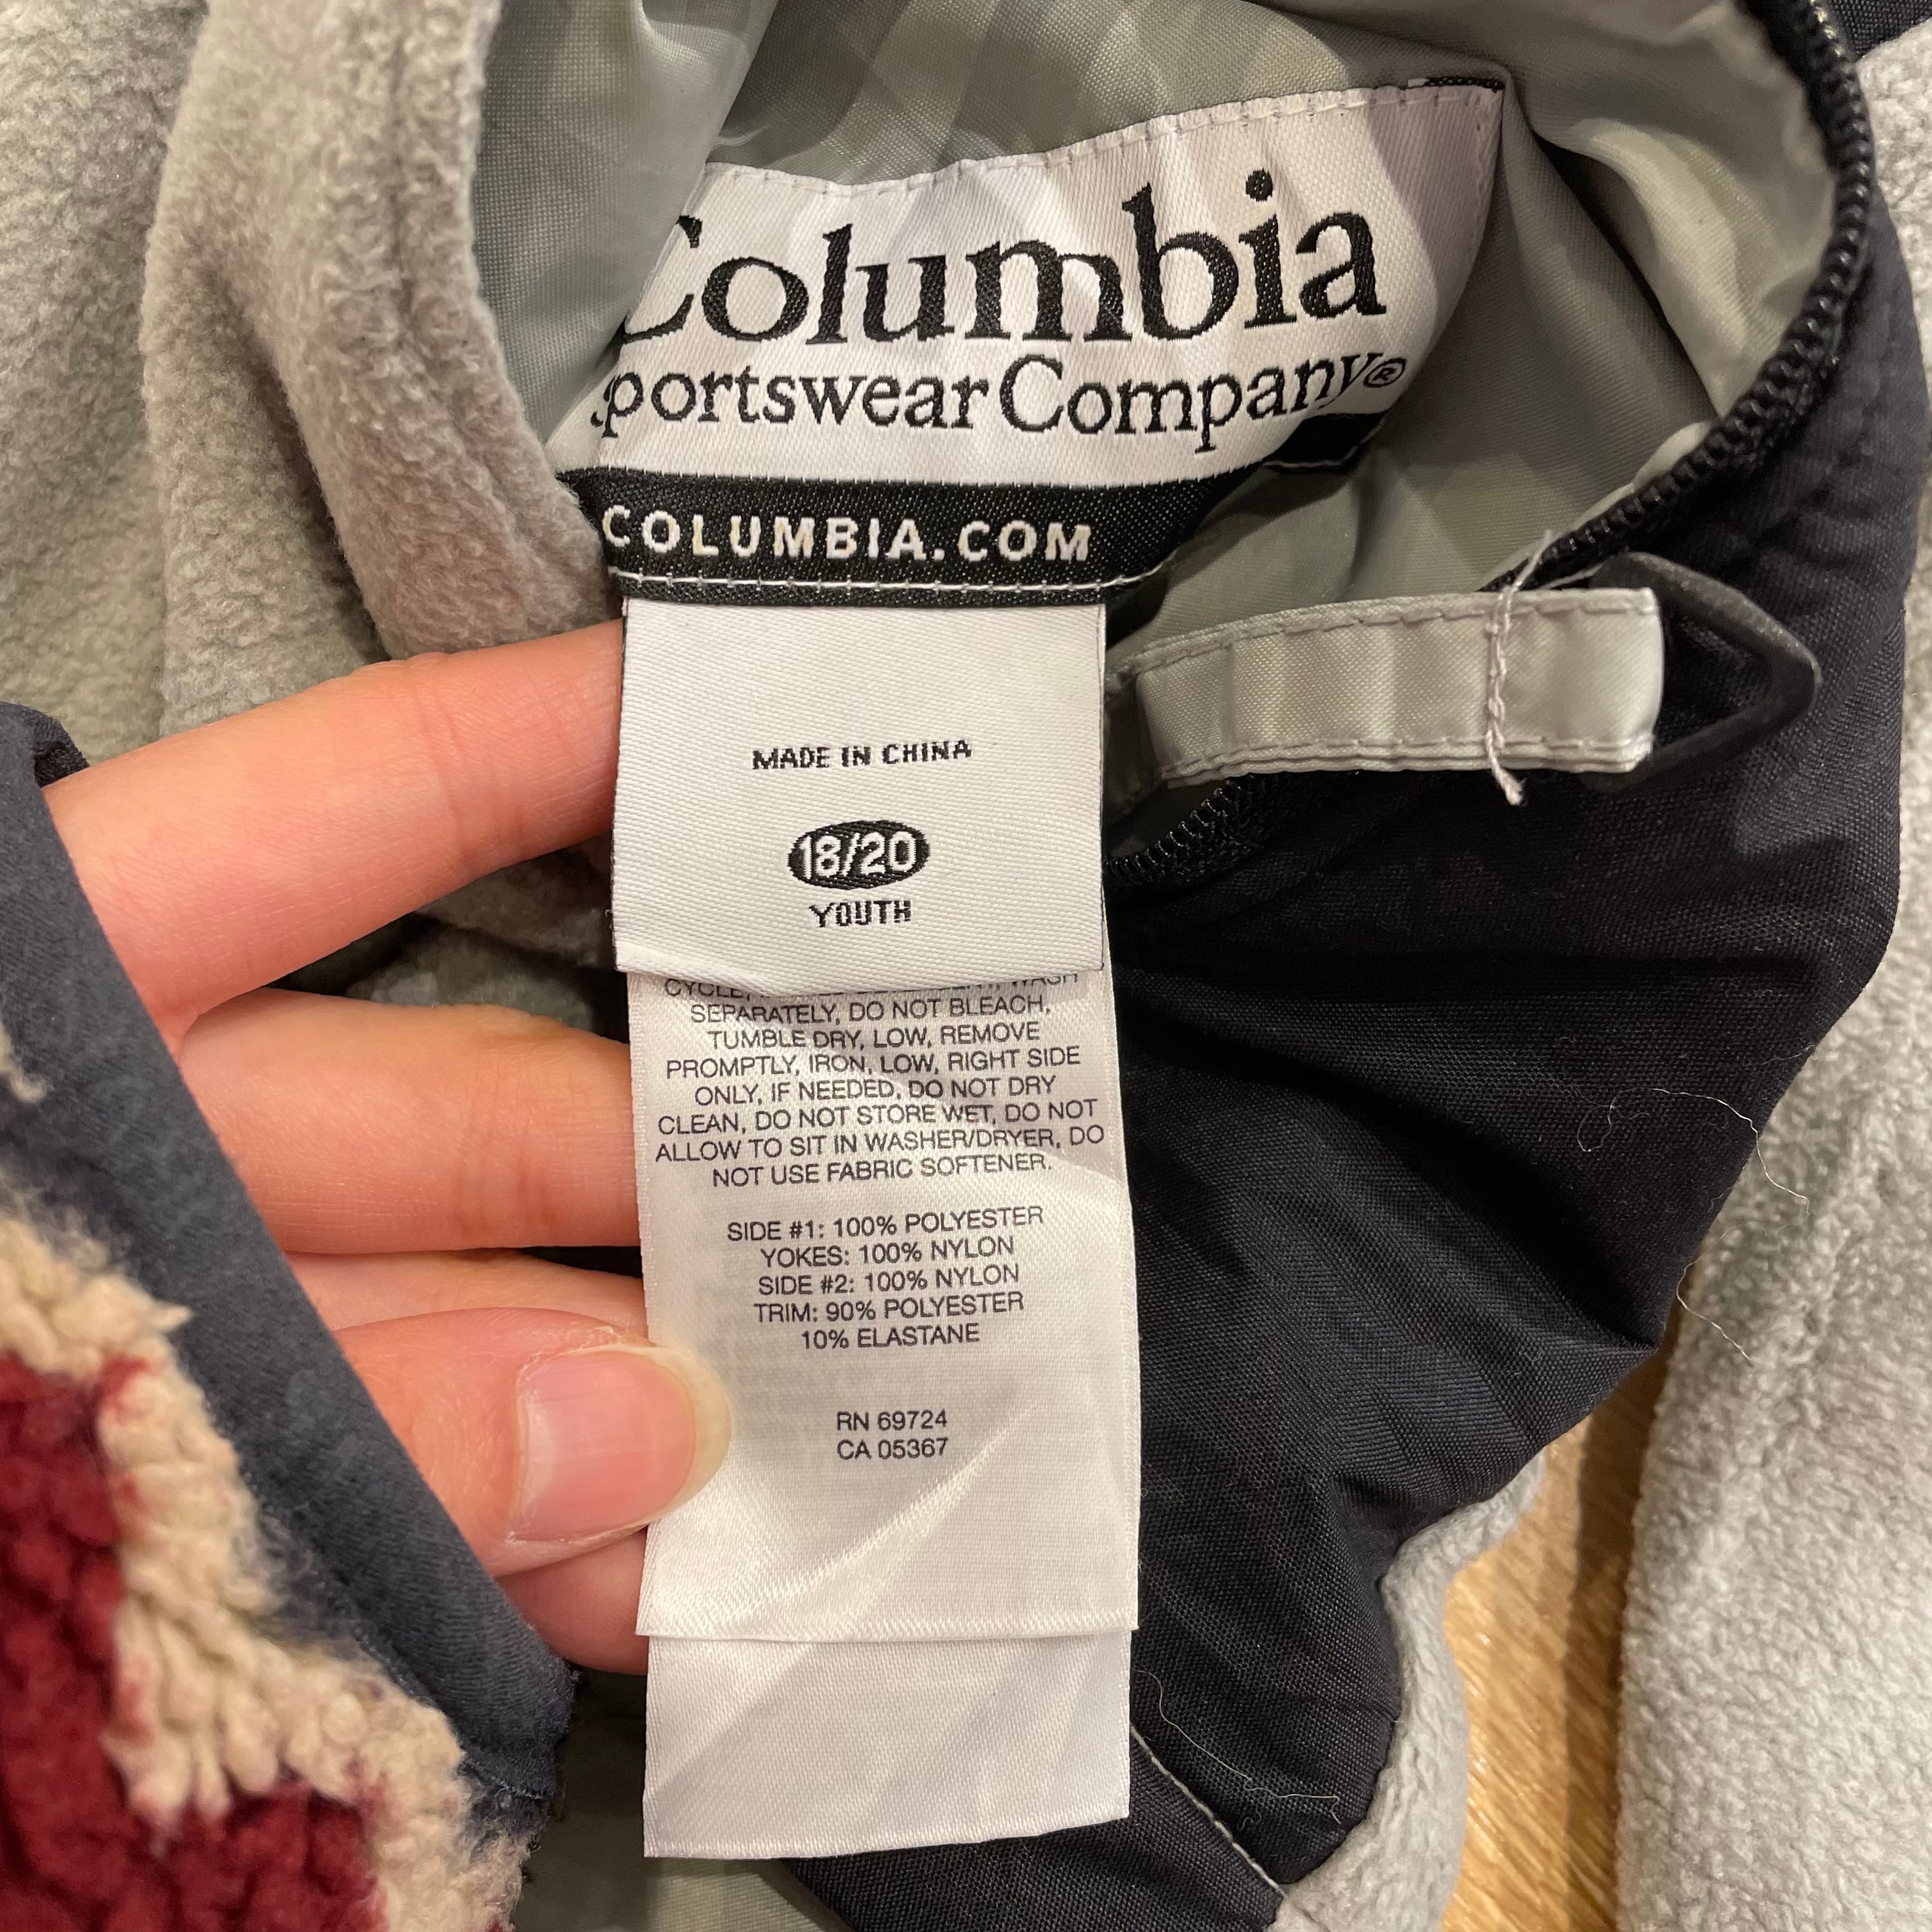 Columbia
Sportswear Company®
COLUMBIA.COM
MADE IN CHINA
18/20
YOUTH
CYCLE, WASH
SEPARATELY, DO NOT BLEACH,
TUMBLE DRY, LOW, REMOVE
PROMPTLY, IRON, LOW, RIGHT SIDE
ONLY, IF NEEDED, DO NOT DRY
CLEAN, DO NOT STORE WET, DO NOT
ALLOW TO SIT IN WASHER/DRYER, DO
NOT USE FABRIC SOFTENER.
SIDE #1: 100% POLYESTER
YOKES: 100% NYLON
SIDE #2: 100% NYLON
TRIM: 90% POLYESTER
10% ELASTANE
RN 69724
CA 05367